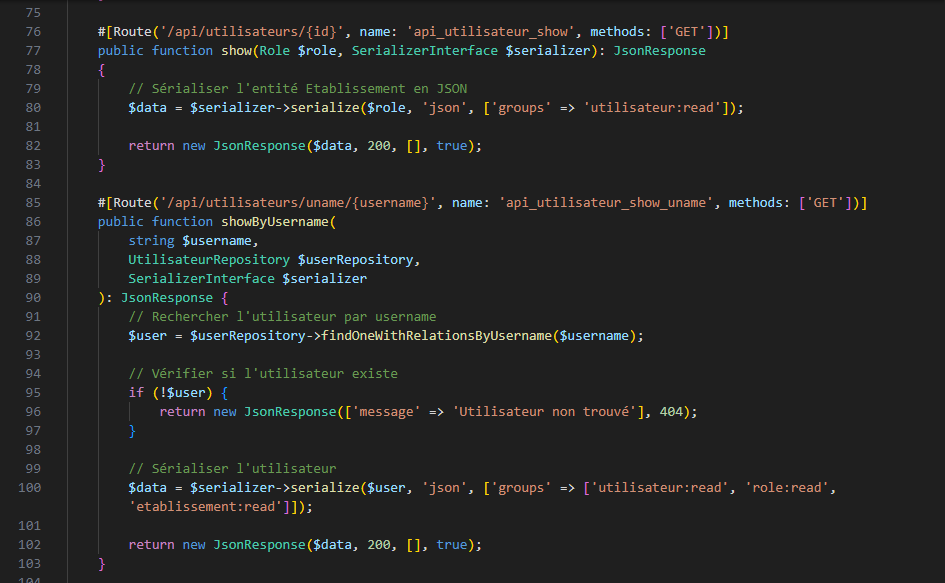 75
76 #[Route('/api/utilisateurs/{id}', name: 'api_utilisateur_show', methods: ['GET'])]
77 public function show(Role $role, SerializerInterface $serializer): JsonResponse
78 {
79 // Sérialiser l'entité Etablissement en JSON
80 $data = $serializer->serialize($role, 'json', ['groups' => 'utilisateur:read']);
81
82 return new JsonResponse($data, 200, [], true);
83 }
84
85 #[Route('/api/utilisateurs/uname/{username}', name: 'api_utilisateur_show_uname', methods: ['GET'])]
86 public function showByUsername(
87 string $username,
88 UtilisateurRepository $userRepository,
89 SerializerInterface $serializer
90 ): JsonResponse {
91 // Rechercher l'utilisateur par username
92 $user = $userRepository->findOneWithRelationsByUsername($username);
93
94 // Vérifier si l'utilisateur existe
95 if (!$user) {
96 return new JsonResponse(['message' => 'Utilisateur non trouvé'], 404);
97 }
98
99 // Sérialiser l'utilisateur
100 $data = $serializer->serialize($user, 'json', ['groups' => ['utilisateur:read', 'role:read',
'etablissement:read']]);
101
102 return new JsonResponse($data, 200, [], true);
103 }
104